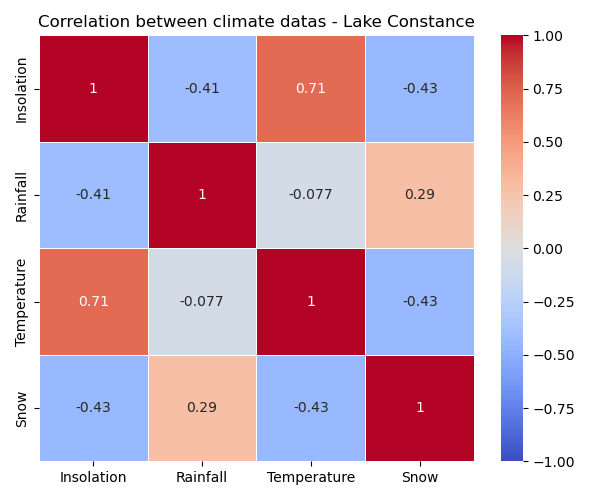 Correlation between climate datas - Lake Constance
Insolation
1
-0.41
0.71
-0.43
Rainfall
-0.41
1
-0.077
0.29
Temperature
0.71
-0.077
1
-0.43
Snow
-0.43
0.29
-0.43
1
Insolation
Rainfall
Temperature
Snow
1.00
0.75
0.50
0.25
0.00
−0.25
−0.50
−0.75
−1.00